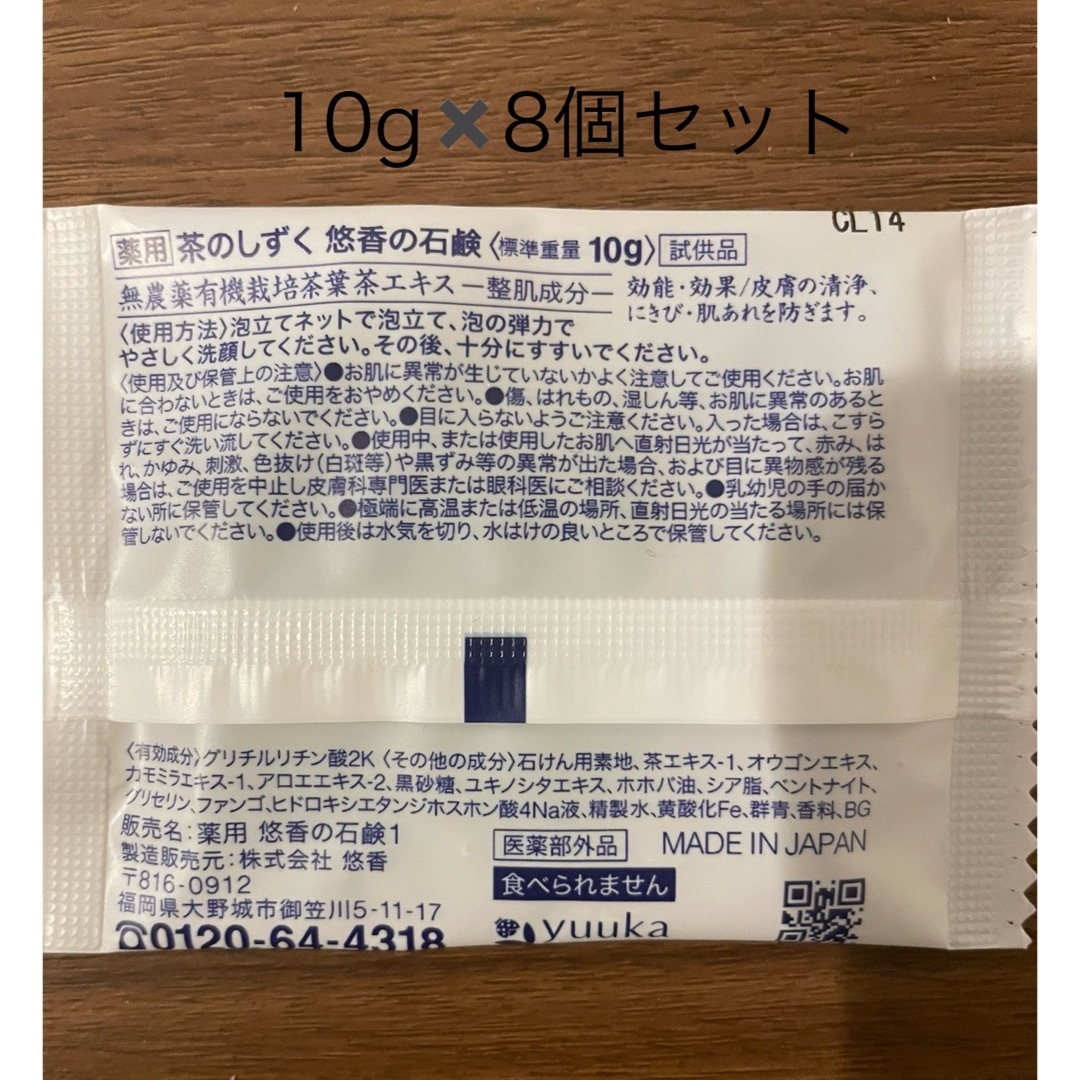 10g✖8個セット
CL14
薬用 茶のしずく 悠香の石鹸〈標準重量 10g〉 試供品
無農薬有機栽培茶葉茶エキス ー整肌成分ー
効能・効果/皮膚の清浄、
にきび・肌あれを防ぎます。
〈使用方法〉泡立てネットで泡立て、泡の弾力で
やさしく洗顔してください。その後、十分にすすいでください。
〈使用及び保管上の注意〉●お肌に異常が生じていないかよく注意してご使用ください。お肌
に合わないときは、ご使用をおやめください。●傷、はれもの、湿しん等、お肌に異常のあると
きは、ご使用にならないでください。●目に入らないようご注意ください。入った場合は、こすら
ずにすぐ洗い流してください。●使用中、または使用したお肌へ直射日光が当たって、赤み、は
れ、かゆみ、刺激、色抜け(白斑等)や黒ずみ等の異常が出た場合、および目に異物感が残る
場合は、ご使用を中止し皮膚科専門医または眼科医にご相談ください。●乳幼児の手の届か
ない所に保管してください。●極端に高温または低温の場所、直射日光の当たる場所には保
管しないでください。●使用後は水気を切り、水はけの良いところで保管してください。
〈有効成分〉グリチルリチン酸2K 〈その他の成分〉石けん用素地、茶エキス-1、オウゴンエキス、
カモミラエキス-1、アロエエキス-2、黒砂糖、ユキノシタエキス、ホホバ油、シア脂、ベントナイト、
グリセリン、ファンゴ、ヒドロキシエタンジホスホン酸4Na液、精製水、黄酸化Fe、群青、香料、BG
販売名:薬用 悠香の石鹸1
製造販売元:株式会社 悠香
〒816-0912
福岡県大野城市御笠川5-11-17
0120-64-4318
医薬部外品 MADE IN JAPAN
食べられません
yuuka